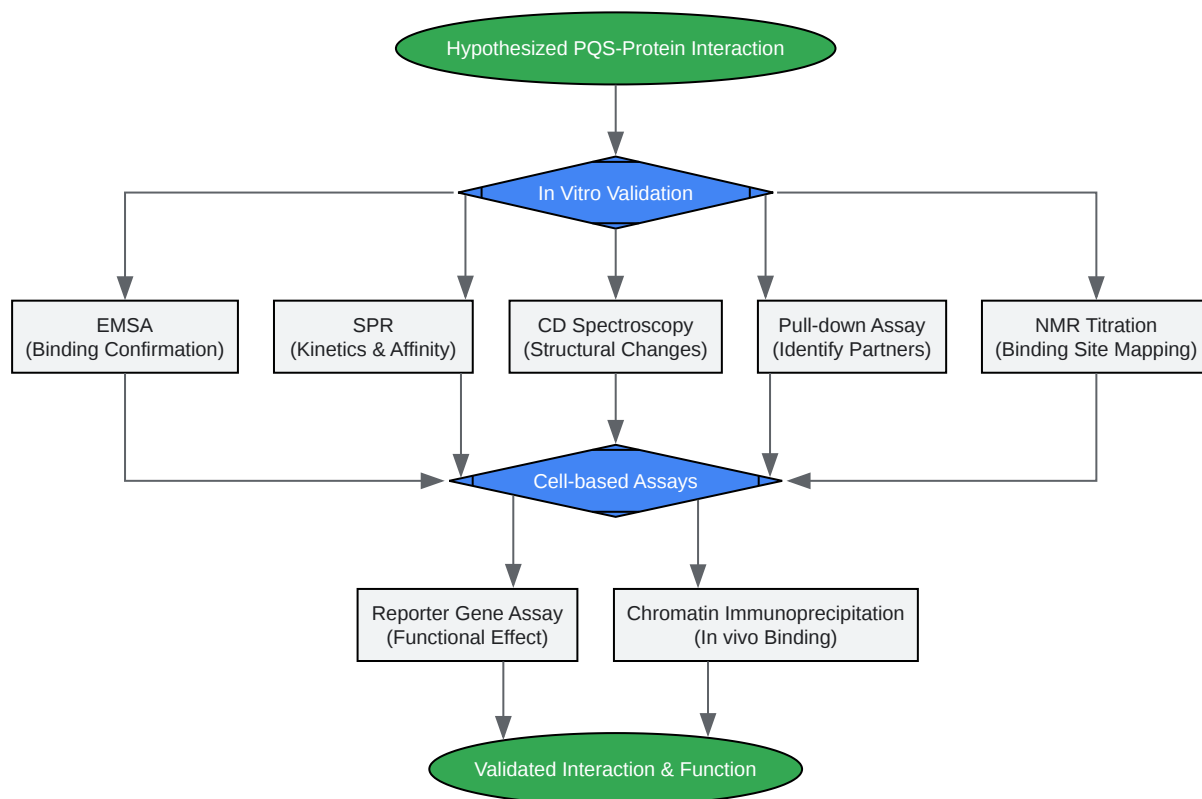 Hypothesized PQS-Protein Interaction
In Vitro Validation
EMSA
(Binding Confirmation)
SPR
(Kinetics & Affinity)
CD Spectroscopy
(Structural Changes)
Pull-down Assay
(Identify Partners)
NMR Titration
(Binding Site Mapping)
Cell-based Assays
Reporter Gene Assay
(Functional Effect)
Chromatin Immunoprecipitation
(In vivo Binding)
Validated Interaction & Function